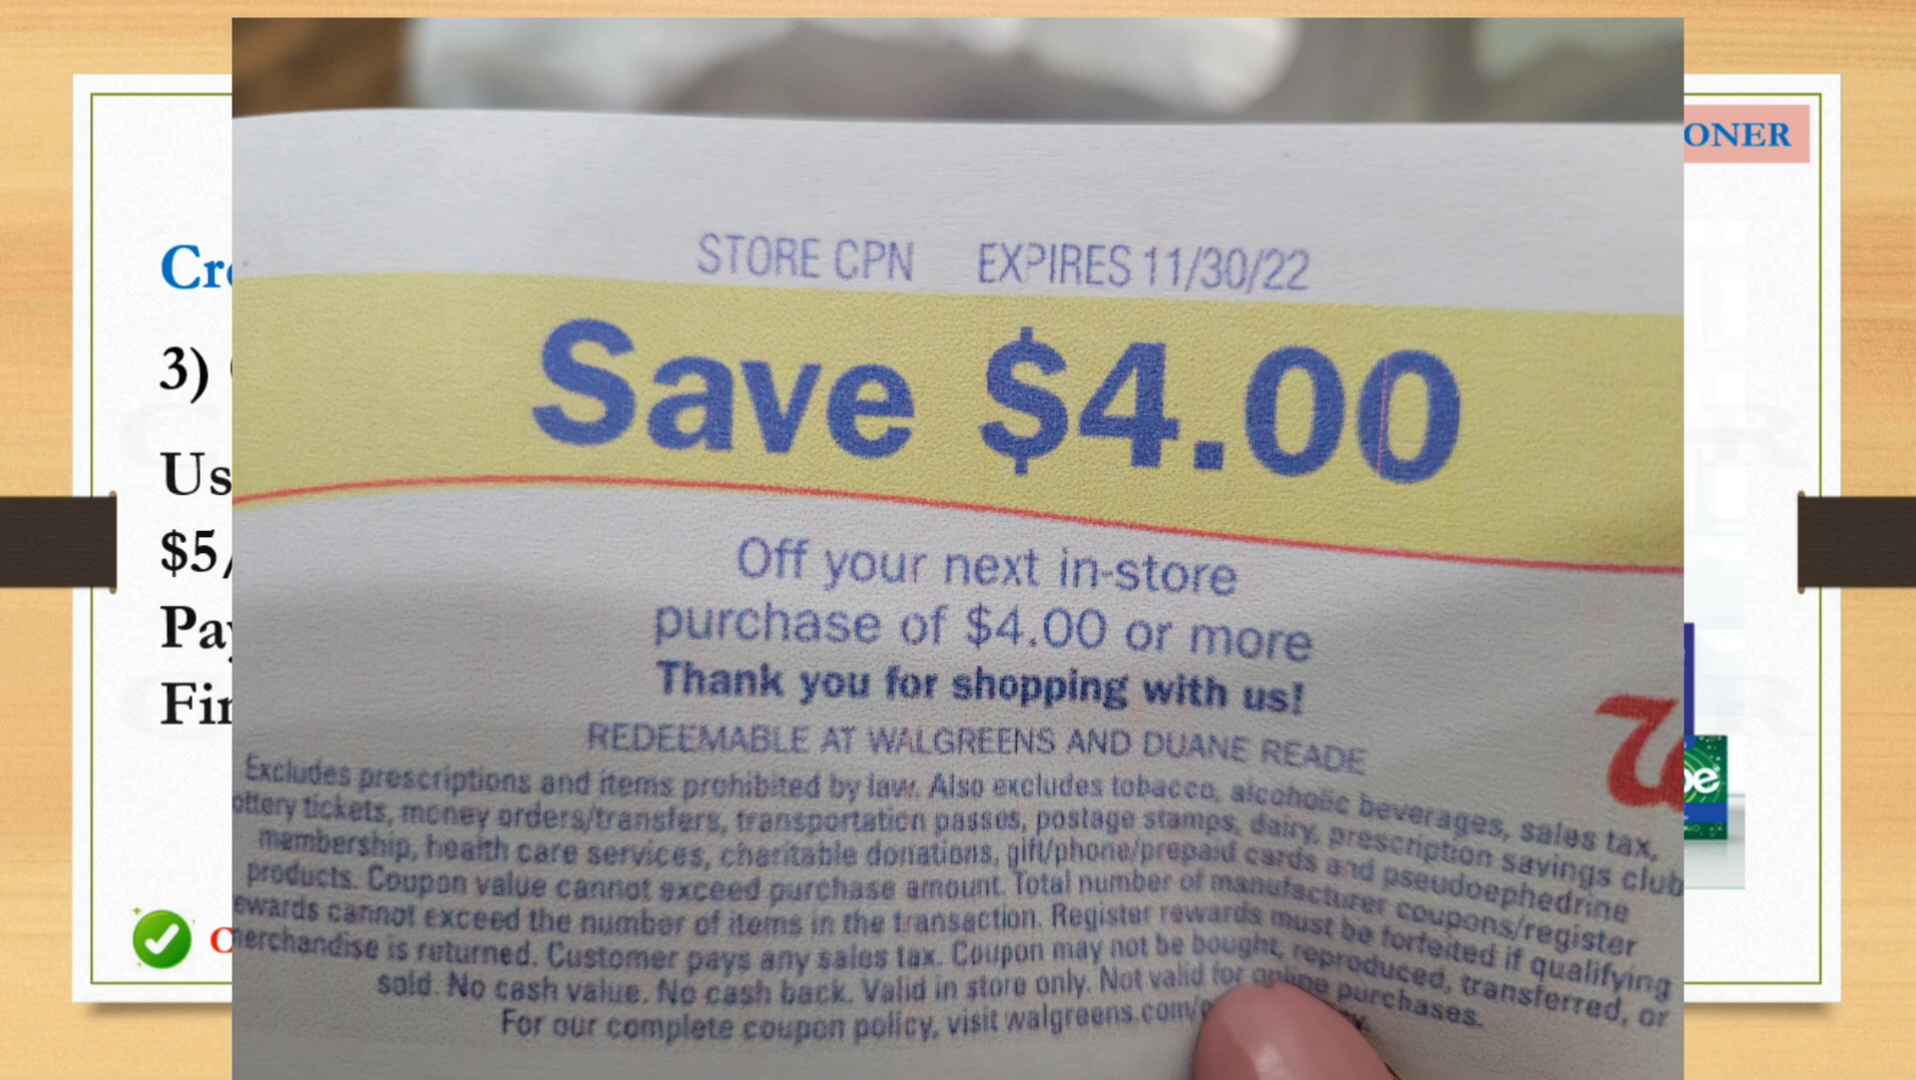 ONER
Cre
3)
Us
$5/
Pay
Fin
STORE CPN EXPIRES 11/30/22
Save $4.00
Off your next in-store
purchase of $4.00 or more
Thank you for shopping with us!
REDEEMABLE AT WALGREENS AND DUANE READE
Excludes prescriptions and items prohibited by law. Also excludes tobacco, alcoholic beverages, sales tax,
ottery tickets, money orders/transfers, transportation passes, postage stamps, dairy, prescription savings club
membership, health care services, charitable donations, gift/phone/prepaid cards and pseudoephedrine
products. Coupon value cannot exceed purchase amount. Total number of manufacturer coupons/register
ewards cannot exceed the number of items in the transaction. Register rewards must be forfeited if qualifying
merchandise is returned. Customer pays any sales tax. Coupon may not be bought, reproduced, transferred, or
sold. No cash value. No cash back. Valid in store only. Not valid for online purchases.
For our complete coupon policy, visit walgreens.com/